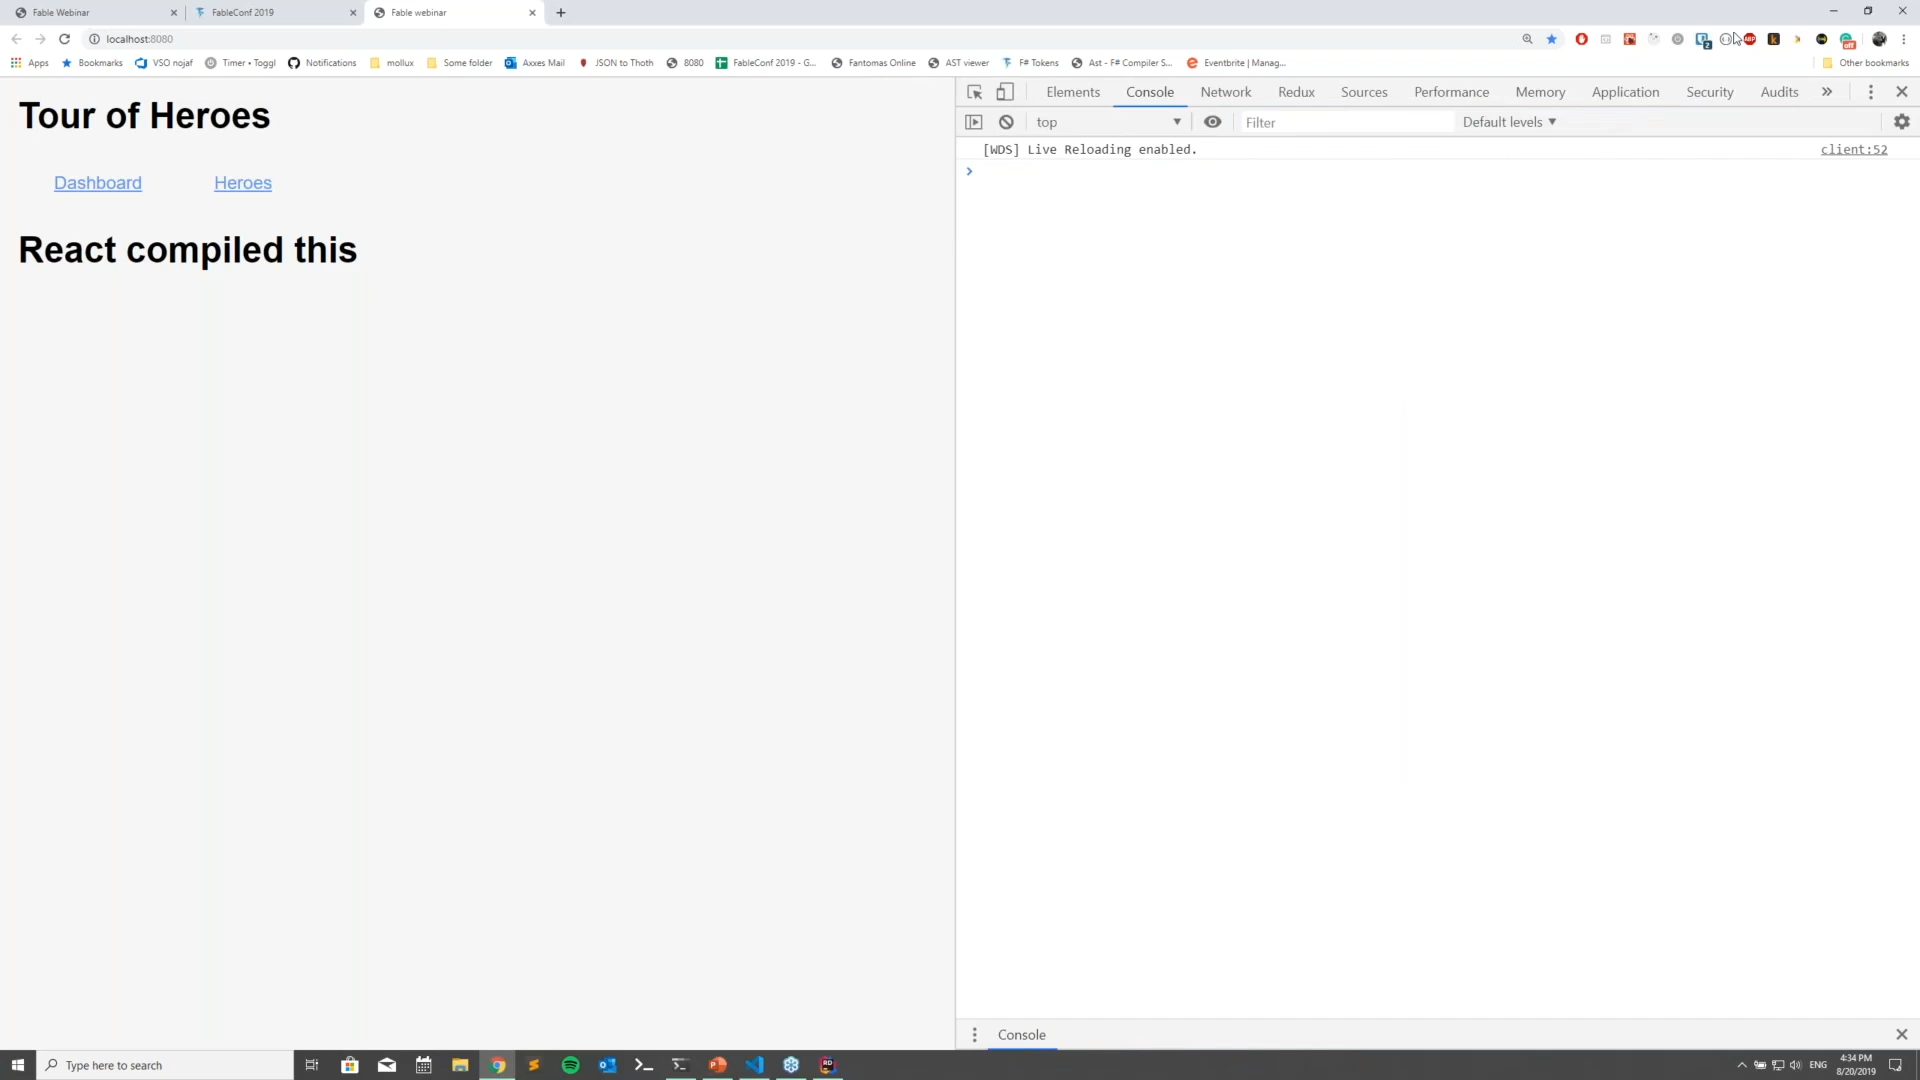 Fable Webinar
FableConf 2019
Fable webinar
localhost:8080
Apps
Bookmarks
VSO nojaf
Timer • Toggl
Notifications
mollux
Some folder
Axxes Mail
JSON to Thoth
8080
FableConf 2019 - G...
Fantomas Online
AST viewer
F# Tokens
Ast - F# Compiler S...
Eventbrite | Manag...
Other bookmarks
Tour of Heroes
Dashboard Heroes
React compiled this
Elements Console Network Redux Sources Performance Memory Application Security Audits
top Filter Default levels
[WDS] Live Reloading enabled. client:52
Console
Type here to search
ENG
4:34 PM
8/20/2019